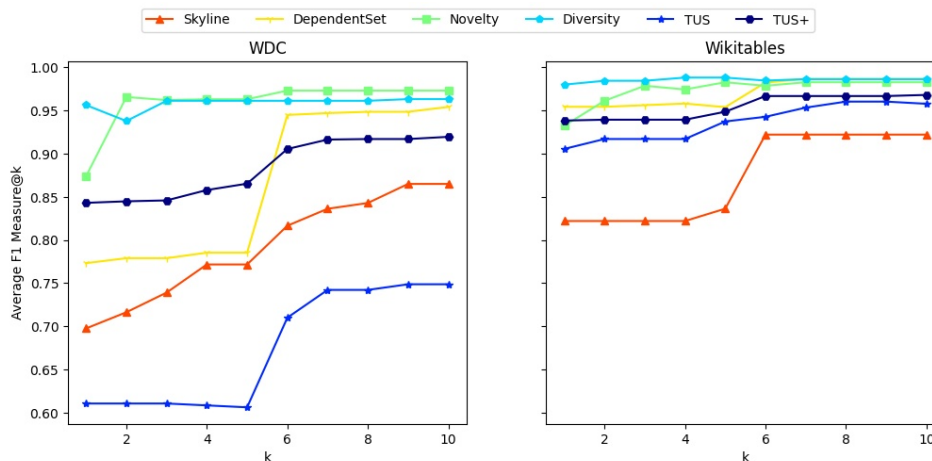 Skyline DependentSet Novelty Diversity TUS TUS+
WDC Wikitables
1.00
0.95
0.90
0.85
0.80
0.75
0.70
0.65
0.60
Average F1 Measure@k
2 4 6 8 10 2 4 6 8 10
k k